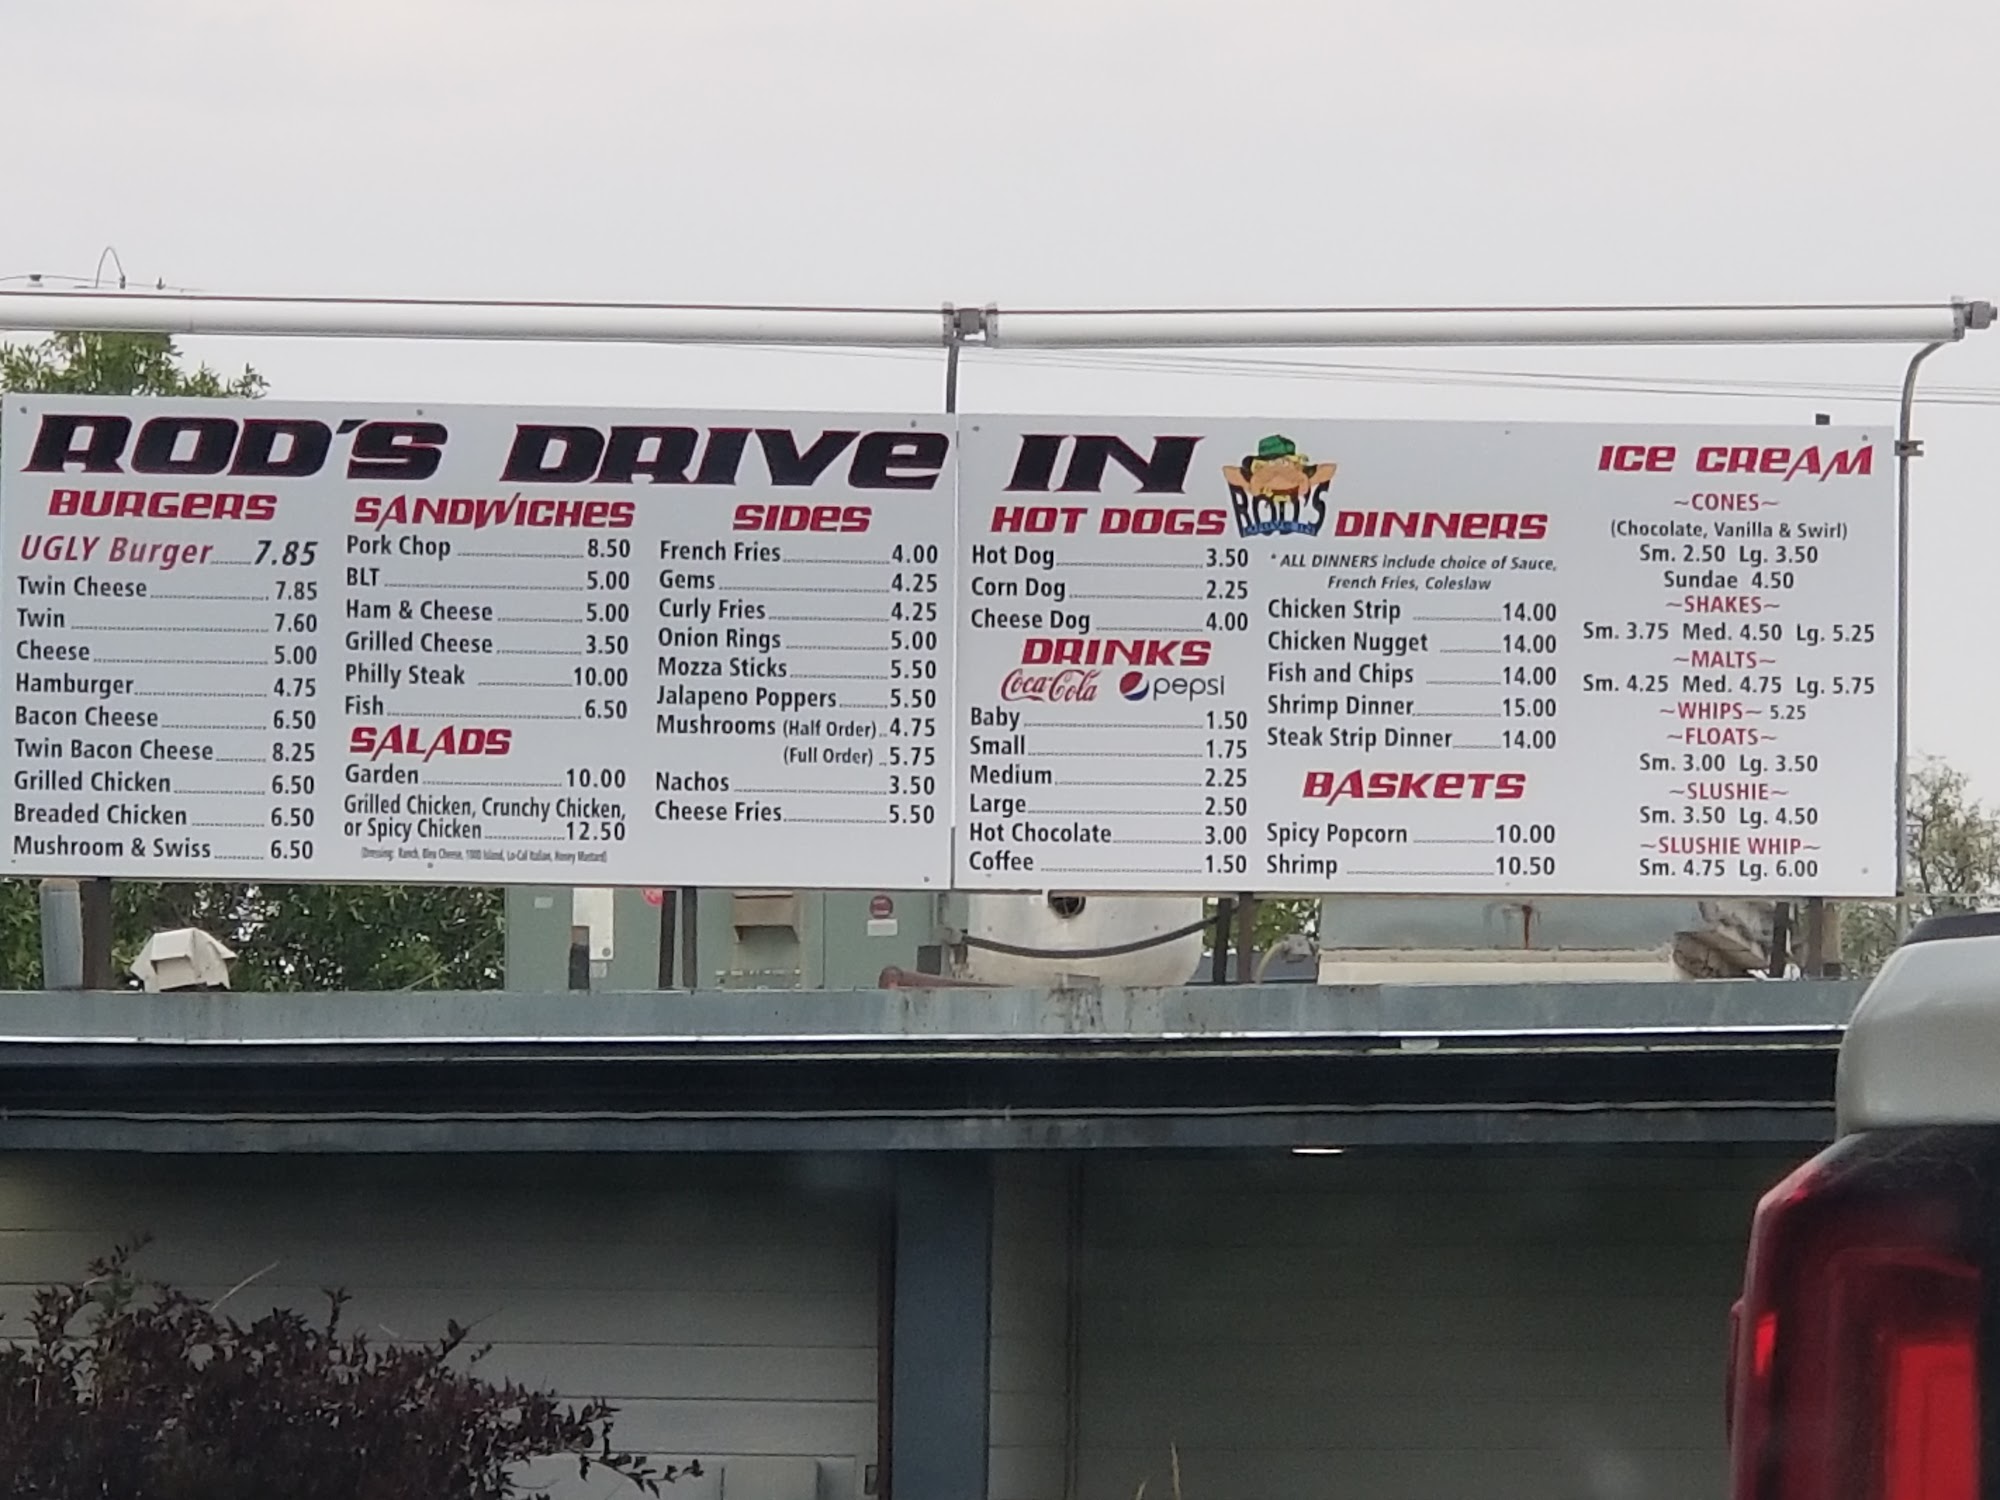 ROD'S DRIVE IN
ROD'S
BURGERS
UGLY Burger 7.85
Twin Cheese 7.85
Twin 7.60
Cheese 5.00
Hamburger 4.75
Bacon Cheese 6.50
Twin Bacon Cheese 8.25
Grilled Chicken 6.50
Breaded Chicken 6.50
Mushroom & Swiss 6.50
SANDWICHES
Pork Chop 8.50
BLT 5.00
Ham & Cheese 5.00
Grilled Cheese 3.50
Philly Steak 10.00
Fish 6.50
SALADS
Garden 10.00
Grilled Chicken, Crunchy Chicken,
or Spicy Chicken 12.50
(Dressing: Ranch, Bleu Cheese, 1000 Island, Lo-Cal Italian, Honey Mustard)
SIDES
French Fries 4.00
Gems 4.25
Curly Fries 4.25
Onion Rings 5.00
Mozza Sticks 5.50
Jalapeno Poppers 5.50
Mushrooms (Half Order) 4.75
(Full Order) 5.75
Nachos 3.50
Cheese Fries 5.50
HOT DOGS
Hot Dog 3.50
Corn Dog 2.25
Cheese Dog 4.00
DRINKS
Coca-Cola pepsi
Baby 1.50
Small 1.75
Medium 2.25
Large 2.50
Hot Chocolate 3.00
Coffee 1.50
DINNERS
* ALL DINNERS include choice of Sauce,
French Fries, Coleslaw
Chicken Strip 14.00
Chicken Nugget 14.00
Fish and Chips 14.00
Shrimp Dinner 15.00
Steak Strip Dinner 14.00
BASKETS
Spicy Popcorn 10.00
Shrimp 10.50
ICE CREAM
~CONES~
(Chocolate, Vanilla & Swirl)
Sm. 2.50 Lg. 3.50
Sundae 4.50
~SHAKES~
Sm. 3.75 Med. 4.50 Lg. 5.25
~MALTS~
Sm. 4.25 Med. 4.75 Lg. 5.75
~WHIPS~ 5.25
~FLOATS~
Sm. 3.00 Lg. 3.50
~SLUSHIE~
Sm. 3.50 Lg. 4.50
~SLUSHIE WHIP~
Sm. 4.75 Lg. 6.00